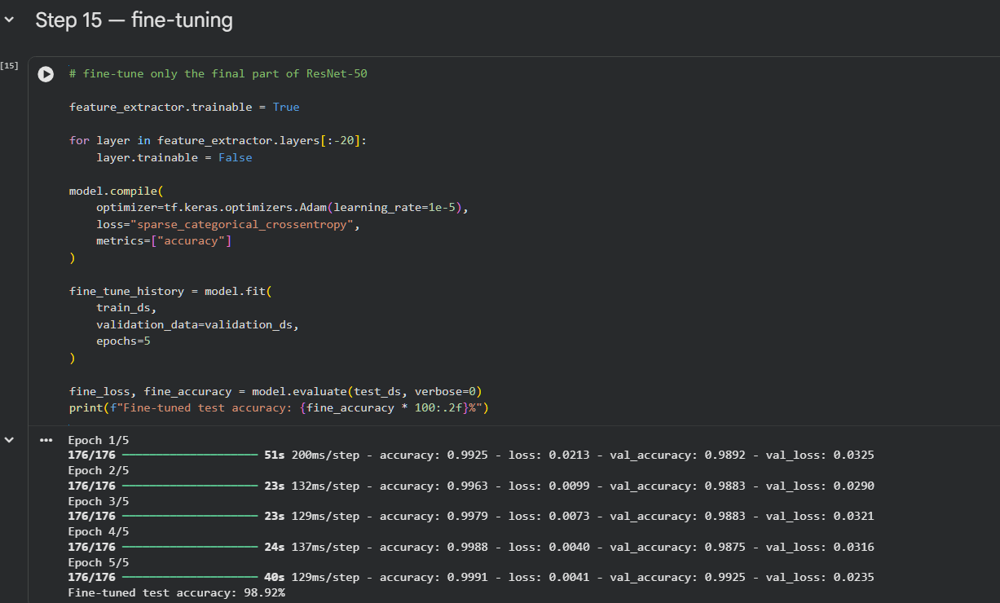 Step 15 — fine-tuning
[15]
# fine-tune only the final part of ResNet-50
feature_extractor.trainable = True
for layer in feature_extractor.layers[:-20]:
layer.trainable = False
model.compile(
optimizer=tf.keras.optimizers.Adam(learning_rate=1e-5),
loss="sparse_categorical_crossentropy",
metrics=["accuracy"]
)
fine_tune_history = model.fit(
train_ds,
validation_data=validation_ds,
epochs=5
)
fine_loss, fine_accuracy = model.evaluate(test_ds, verbose=0)
print(f"Fine-tuned test accuracy: {fine_accuracy * 100:.2f}%")
Epoch 1/5
176/176 51s 200ms/step - accuracy: 0.9925 - loss: 0.0213 - val_accuracy: 0.9892 - val_loss: 0.0325
Epoch 2/5
176/176 23s 132ms/step - accuracy: 0.9963 - loss: 0.0099 - val_accuracy: 0.9883 - val_loss: 0.0290
Epoch 3/5
176/176 23s 129ms/step - accuracy: 0.9979 - loss: 0.0073 - val_accuracy: 0.9883 - val_loss: 0.0321
Epoch 4/5
176/176 24s 137ms/step - accuracy: 0.9988 - loss: 0.0040 - val_accuracy: 0.9875 - val_loss: 0.0316
Epoch 5/5
176/176 40s 129ms/step - accuracy: 0.9991 - loss: 0.0041 - val_accuracy: 0.9925 - val_loss: 0.0235
Fine-tuned test accuracy: 98.92%